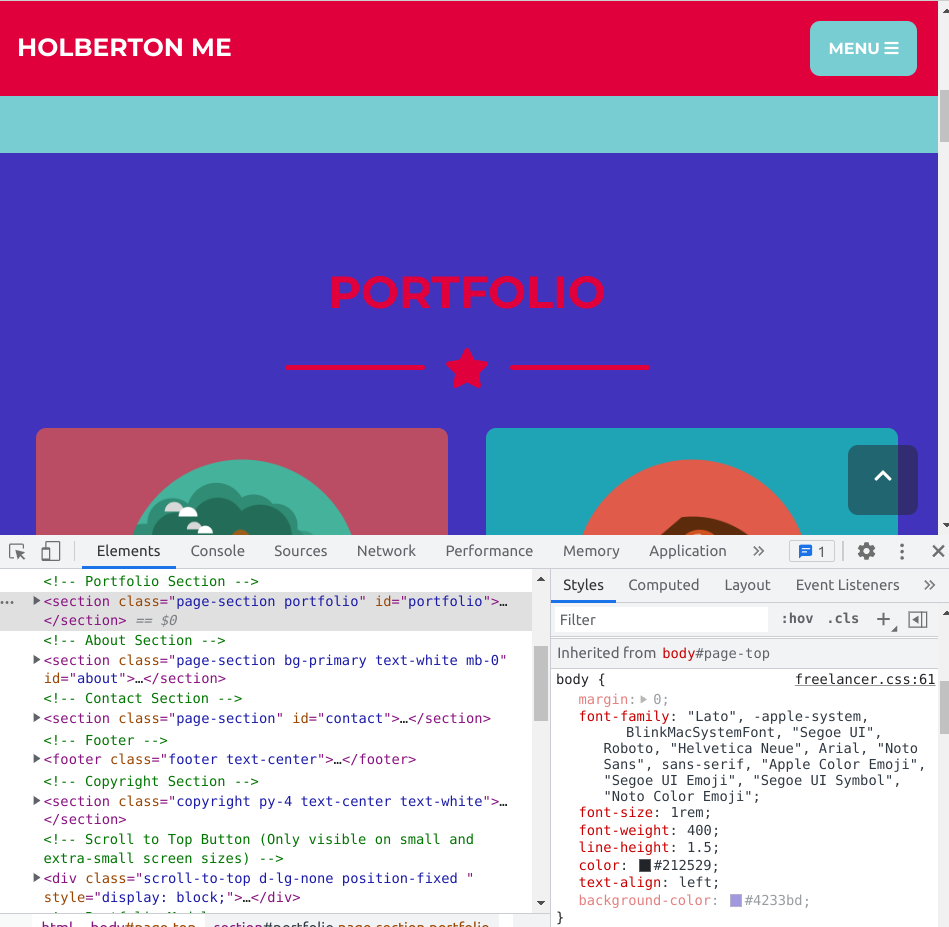 HOLBERTON ME
MENU
PORTFOLIO
Elements Console Sources Network Performance Memory Application » 1
<!-- Portfolio Section -->
<section class="page-section portfolio" id="portfolio">…
</section> == $0
<!-- About Section -->
<section class="page-section bg-primary text-white mb-0"
id="about">…</section>
<!-- Contact Section -->
<section class="page-section" id="contact">…</section>
<!-- Footer -->
<footer class="footer text-center">…</footer>
<!-- Copyright Section -->
<section class="copyright py-4 text-center text-white">…
</section>
<!-- Scroll to Top Button (Only visible on small and
extra-small screen sizes) -->
<div class="scroll-to-top d-lg-none position-fixed "
style="display: block;">…</div>
html body#page-top section#portfolio.page-section.portfolio
Styles Computed Layout Event Listeners »
Filter :hov .cls +
Inherited from body#page-top
body { freelancer.css:61
margin: 0;
font-family: "Lato", -apple-system,
BlinkMacSystemFont, "Segoe UI",
Roboto, "Helvetica Neue", Arial, "Noto
Sans", sans-serif, "Apple Color Emoji",
"Segoe UI Emoji", "Segoe UI Symbol",
"Noto Color Emoji";
font-size: 1rem;
font-weight: 400;
line-height: 1.5;
color: #212529;
text-align: left;
background-color: #4233bd;
}